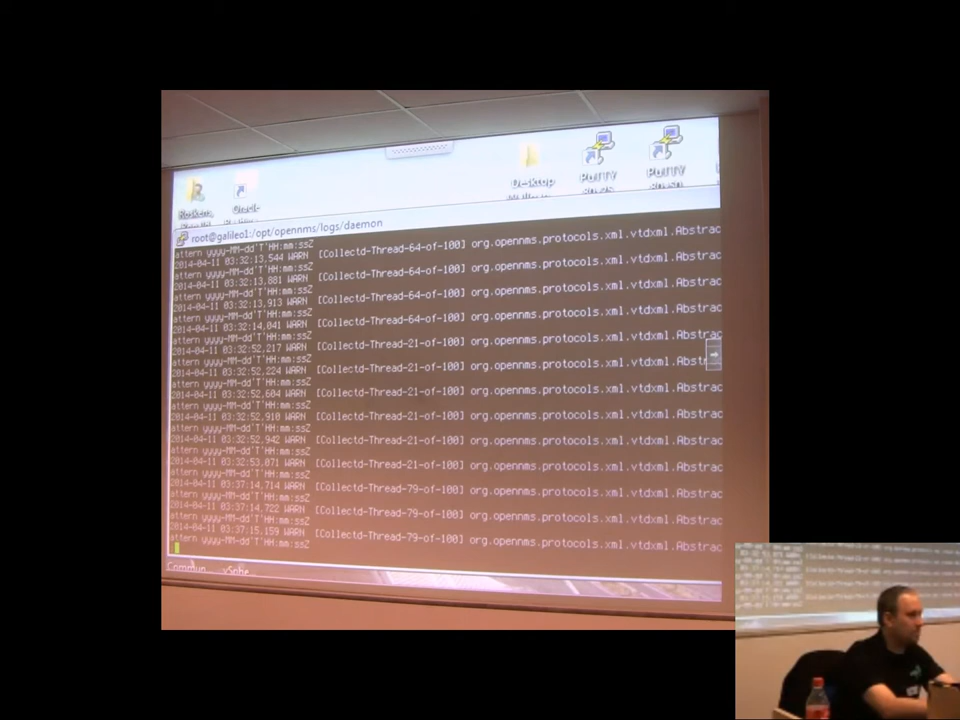 Desktop
PuTTY
PuTTY
Roskens,
Oracle
root@galileo1:/opt/opennms/logs/daemon
attern yyyy-MM-dd'T'HH:mm:ssZ
2014-04-11 03:32:13,544 WARN [Collectd-Thread-64-of-100] org.opennms.protocols.xml.vtdxml.Abstrac
attern yyyy-MM-dd'T'HH:mm:ssZ
2014-04-11 03:32:13,881 WARN [Collectd-Thread-64-of-100] org.opennms.protocols.xml.vtdxml.Abstrac
attern yyyy-MM-dd'T'HH:mm:ssZ
2014-04-11 03:32:13,913 WARN [Collectd-Thread-64-of-100] org.opennms.protocols.xml.vtdxml.Abstrac
attern yyyy-MM-dd'T'HH:mm:ssZ
2014-04-11 03:32:14,041 WARN [Collectd-Thread-64-of-100] org.opennms.protocols.xml.vtdxml.Abstrac
attern yyyy-MM-dd'T'HH:mm:ssZ
2014-04-11 03:32:52,217 WARN [Collectd-Thread-21-of-100] org.opennms.protocols.xml.vtdxml.Abstrac
attern yyyy-MM-dd'T'HH:mm:ssZ
2014-04-11 03:32:52,224 WARN [Collectd-Thread-21-of-100] org.opennms.protocols.xml.vtdxml.Abstr
attern yyyy-MM-dd'T'HH:mm:ssZ
2014-04-11 03:32:52,604 WARN [Collectd-Thread-21-of-100] org.opennms.protocols.xml.vtdxml.Abstrac
attern yyyy-MM-dd'T'HH:mm:ssZ
2014-04-11 03:32:52,910 WARN [Collectd-Thread-21-of-100] org.opennms.protocols.xml.vtdxml.Abstrac
attern yyyy-MM-dd'T'HH:mm:ssZ
2014-04-11 03:32:52,942 WARN [Collectd-Thread-21-of-100] org.opennms.protocols.xml.vtdxml.Abstrac
attern yyyy-MM-dd'T'HH:mm:ssZ
2014-04-11 03:32:53,071 WARN [Collectd-Thread-21-of-100] org.opennms.protocols.xml.vtdxml.Abstrac
attern yyyy-MM-dd'T'HH:mm:ssZ
2014-04-11 03:37:14,714 WARN [Collectd-Thread-79-of-100] org.opennms.protocols.xml.vtdxml.Abstrac
attern yyyy-MM-dd'T'HH:mm:ssZ
2014-04-11 03:37:14,722 WARN [Collectd-Thread-79-of-100] org.opennms.protocols.xml.vtdxml.Abstrac
attern yyyy-MM-dd'T'HH:mm:ssZ
2014-04-11 03:37:15,159 WARN [Collectd-Thread-79-of-100] org.opennms.protocols.xml.vtdxml.Abstrac
attern yyyy-MM-dd'T'HH:mm:ssZ